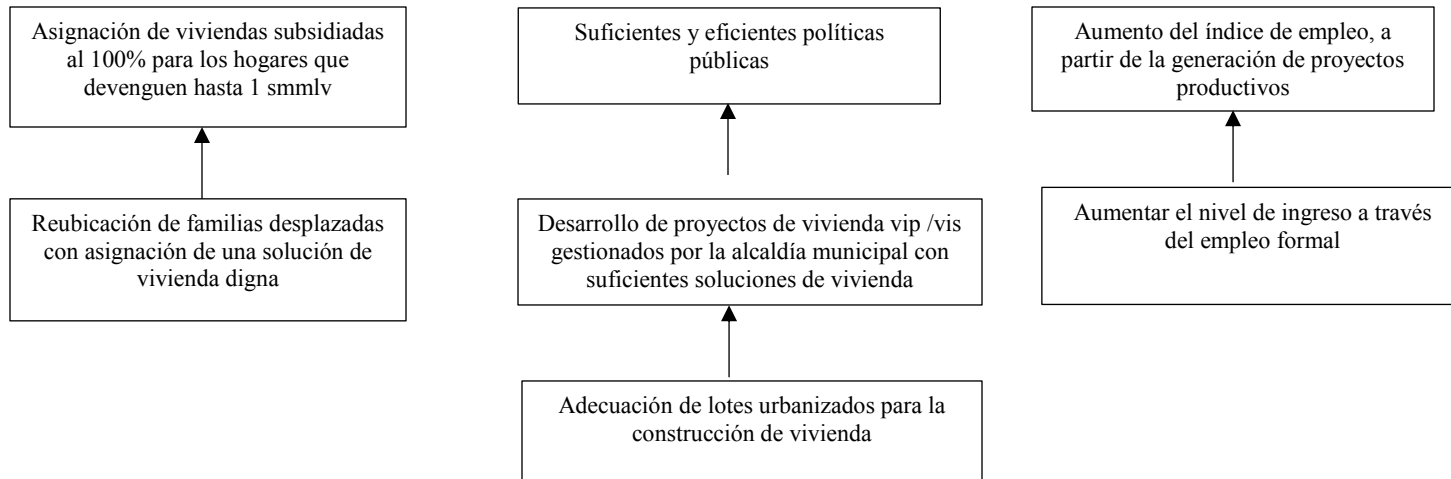 Asignación de viviendas subsidiadas
al 100% para los hogares que
devenguen hasta 1 smmlv
Suficientes y eficientes políticas
públicas
Aumento del índice de empleo, a
partir de la generación de proyectos
productivos
Reubicación de familias desplazadas
con asignación de una solución de
vivienda digna
Desarrollo de proyectos de vivienda vip /vis
gestionados por la alcaldía municipal con
suficientes soluciones de vivienda
Aumentar el nivel de ingreso a través
del empleo formal
Adecuación de lotes urbanizados para la
construcción de vivienda